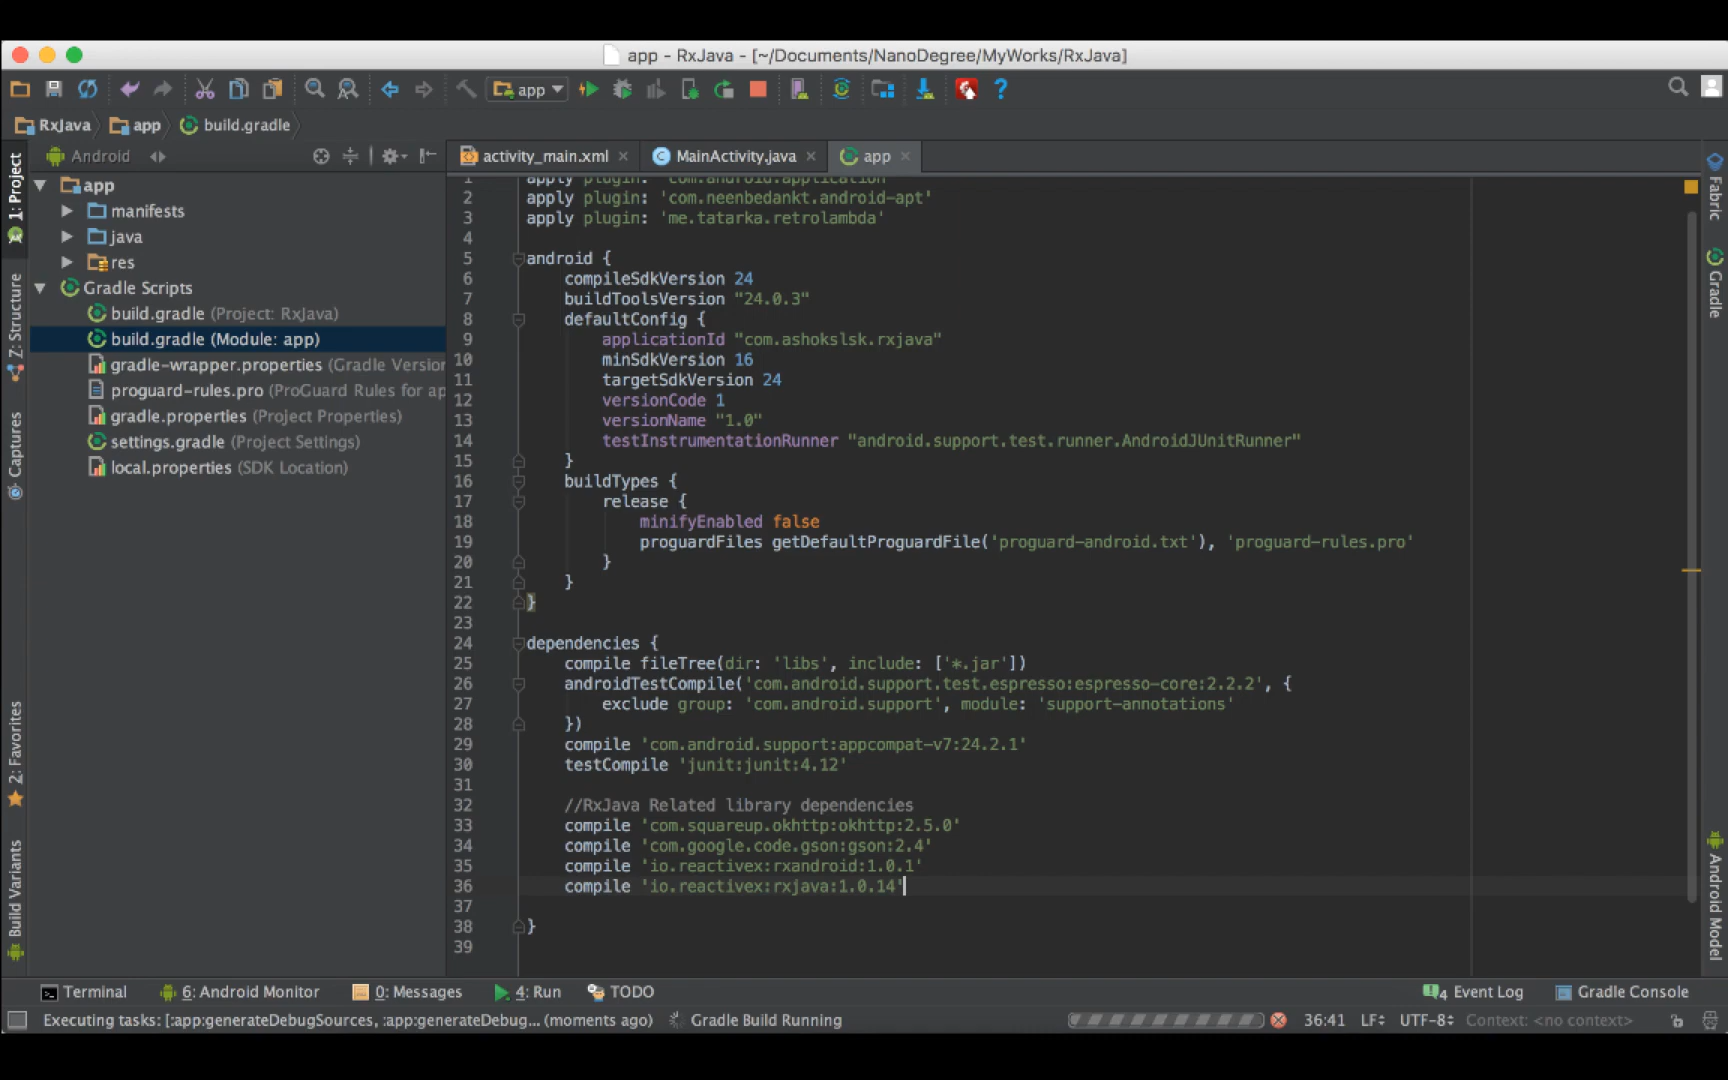 app - RxJava - [~/Documents/NanoDegree/MyWorks/RxJava]
app
RxJava app build.gradle
1: Project
Z: Structure
Captures
2: Favorites
Build Variants
Android
app
manifests
java
res
Gradle Scripts
build.gradle (Project: RxJava)
build.gradle (Module: app)
gradle-wrapper.properties (Gradle Version
proguard-rules.pro (ProGuard Rules for ap
gradle.properties (Project Properties)
settings.gradle (Project Settings)
local.properties (SDK Location)
activity_main.xml MainActivity.java app
1 apply plugin: 'com.android.application'
2 apply plugin: 'com.neenbedankt.android-apt'
3 apply plugin: 'me.tatarka.retrolambda'
4
5 android {
6 compileSdkVersion 24
7 buildToolsVersion "24.0.3"
8 defaultConfig {
9 applicationId "com.ashokslsk.rxjava"
10 minSdkVersion 16
11 targetSdkVersion 24
12 versionCode 1
13 versionName "1.0"
14 testInstrumentationRunner "android.support.test.runner.AndroidJUnitRunner"
15 }
16 buildTypes {
17 release {
18 minifyEnabled false
19 proguardFiles getDefaultProguardFile('proguard-android.txt'), 'proguard-rules.pro'
20 }
21 }
22 }
23
24 dependencies {
25 compile fileTree(dir: 'libs', include: ['*.jar'])
26 androidTestCompile('com.android.support.test.espresso:espresso-core:2.2.2', {
27 exclude group: 'com.android.support', module: 'support-annotations'
28 })
29 compile 'com.android.support:appcompat-v7:24.2.1'
30 testCompile 'junit:junit:4.12'
31
32 //RxJava Related library dependencies
33 compile 'com.squareup.okhttp:okhttp:2.5.0'
34 compile 'com.google.code.gson:gson:2.4'
35 compile 'io.reactivex:rxandroid:1.0.1'
36 compile 'io.reactivex:rxjava:1.0.14'
37
38 }
39
Fabric
Gradle
Android Model
Terminal 6: Android Monitor 0: Messages 4: Run TODO 4 Event Log Gradle Console
Executing tasks: [:app:generateDebugSources, :app:generateDebug... (moments ago) Gradle Build Running 36:41 LF UTF-8 Context: <no context>